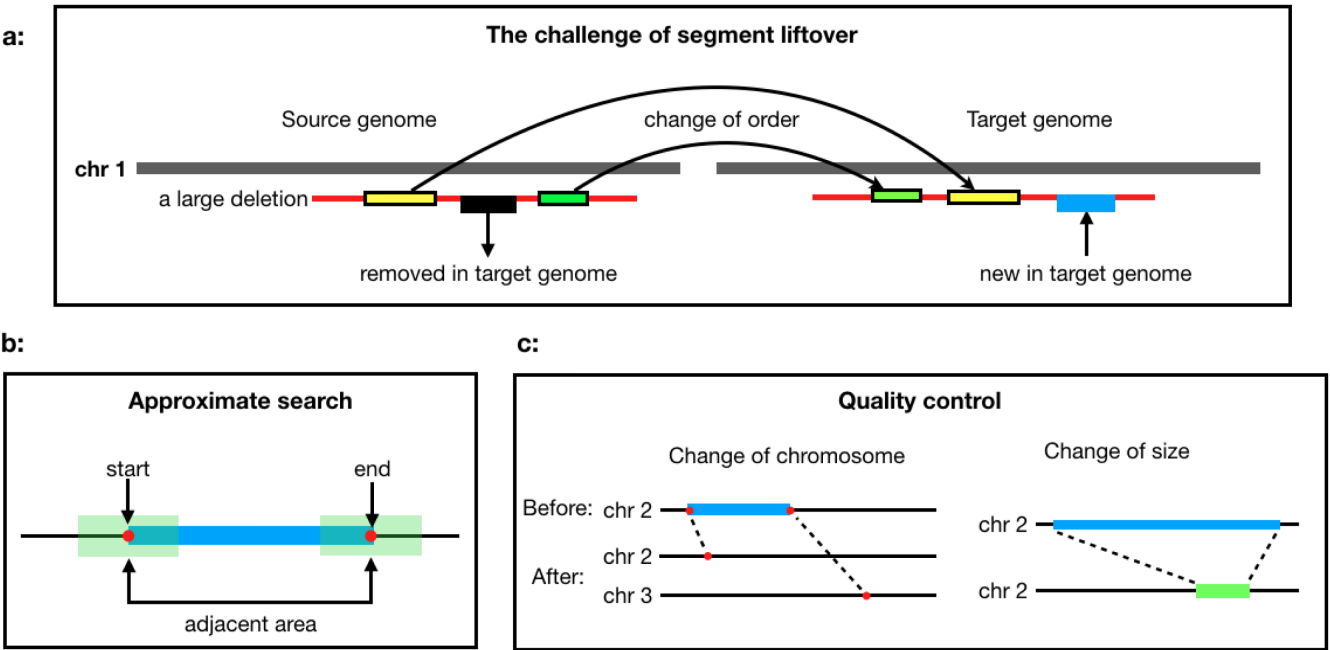 a:
The challenge of segment liftover
Source genome
change of order
Target genome
chr 1
a large deletion
removed in target genome
new in target genome
b:
Approximate search
start
end
adjacent area
c:
Quality control
Change of chromosome
Before:
chr 2
chr 2
After:
chr 3
Change of size
chr 2
chr 2